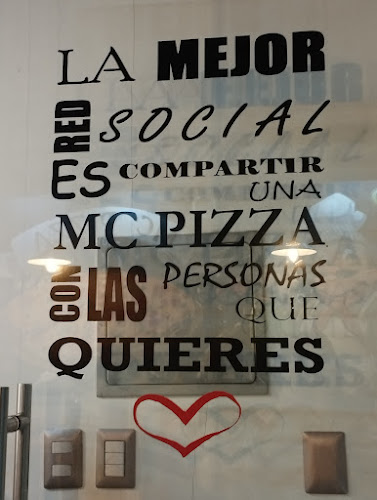 LA MEJOR
RED SOCIAL
ES COMPARTIR
UNA
MC PIZZA
CON LAS PERSONAS
QUE
QUIERES